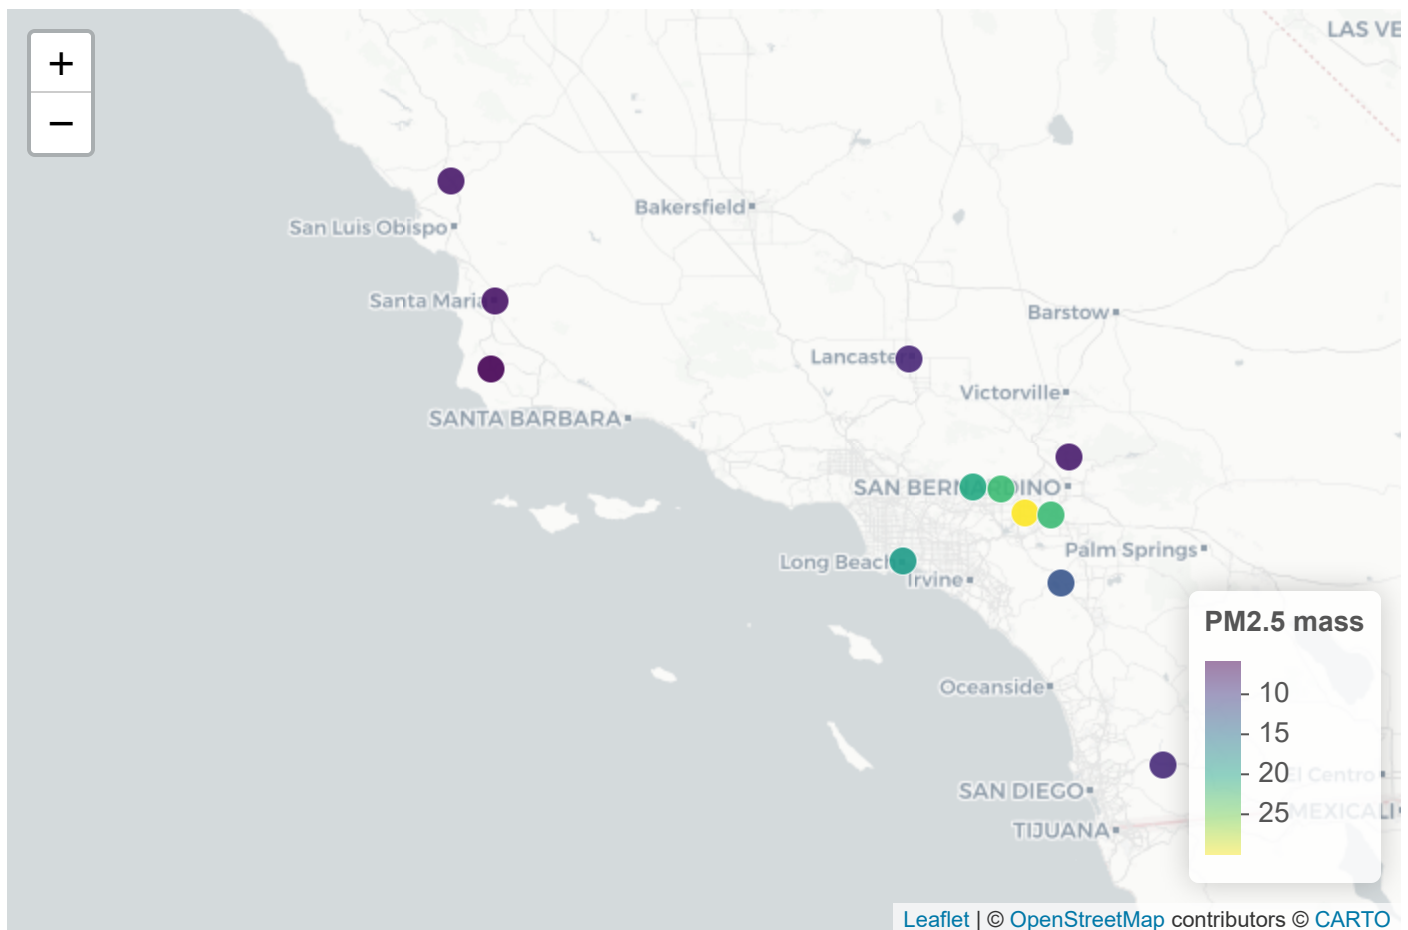 +
−
LAS VE
San Luis Obispo
Bakersfield
Santa Maria
Barstow
Lancaste
Victorville
SANTA BARBARA
SAN BERNARDINO
Long Beach
Irvine
Palm Springs
PM2.5 mass
10
15
20
25
Oceanside
El Centro
SAN DIEGO
MEXICALI
TIJUANA
Leaflet | © OpenStreetMap contributors © CARTO